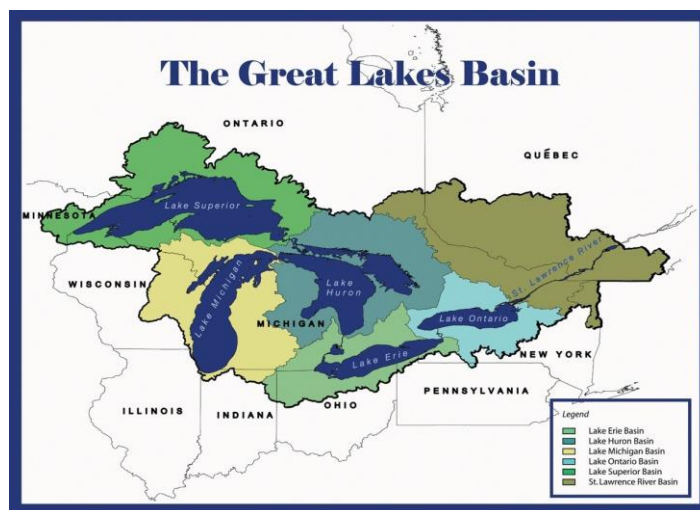 The Great Lakes Basin
ONTARIO
QUÉBEC
MINNESOTA
Lake Superior
St. Lawrence River
WISCONSIN
Lake Michigan
Lake
Huron
MICHIGAN
Lake Ontario
Lake Erie
NEW YORK
PENNSYLVANIA
ILLINOIS
INDIANA
OHIO
Legend
Lake Erie Basin
Lake Huron Basin
Lake Michigan Basin
Lake Ontario Basin
Lake Superior Basin
St. Lawrence River Basin